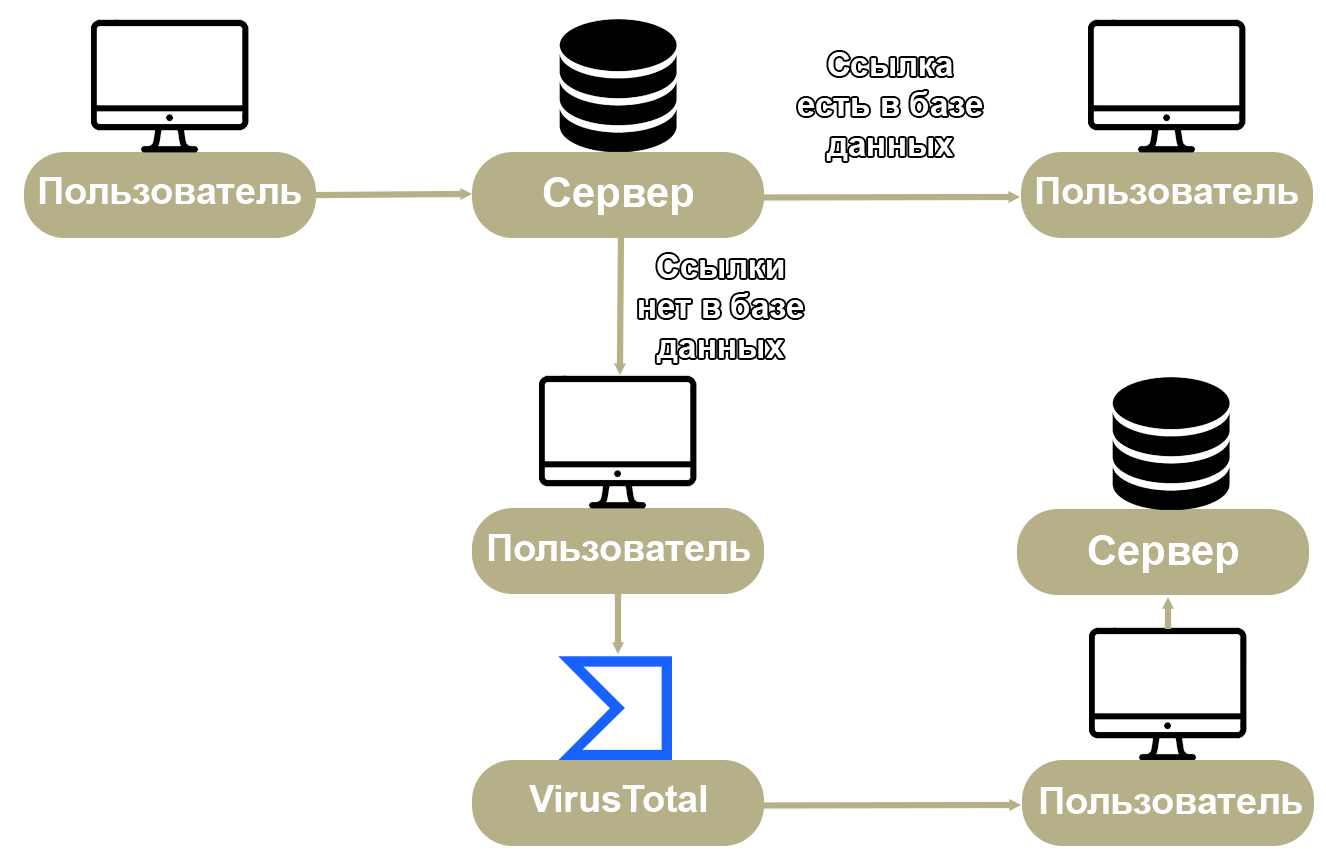 Пользователь
Сервер
Ссылка
есть в базе
данных
Пользователь
Ссылки
нет в базе
данных
Пользователь
Сервер
VirusTotal
Пользователь